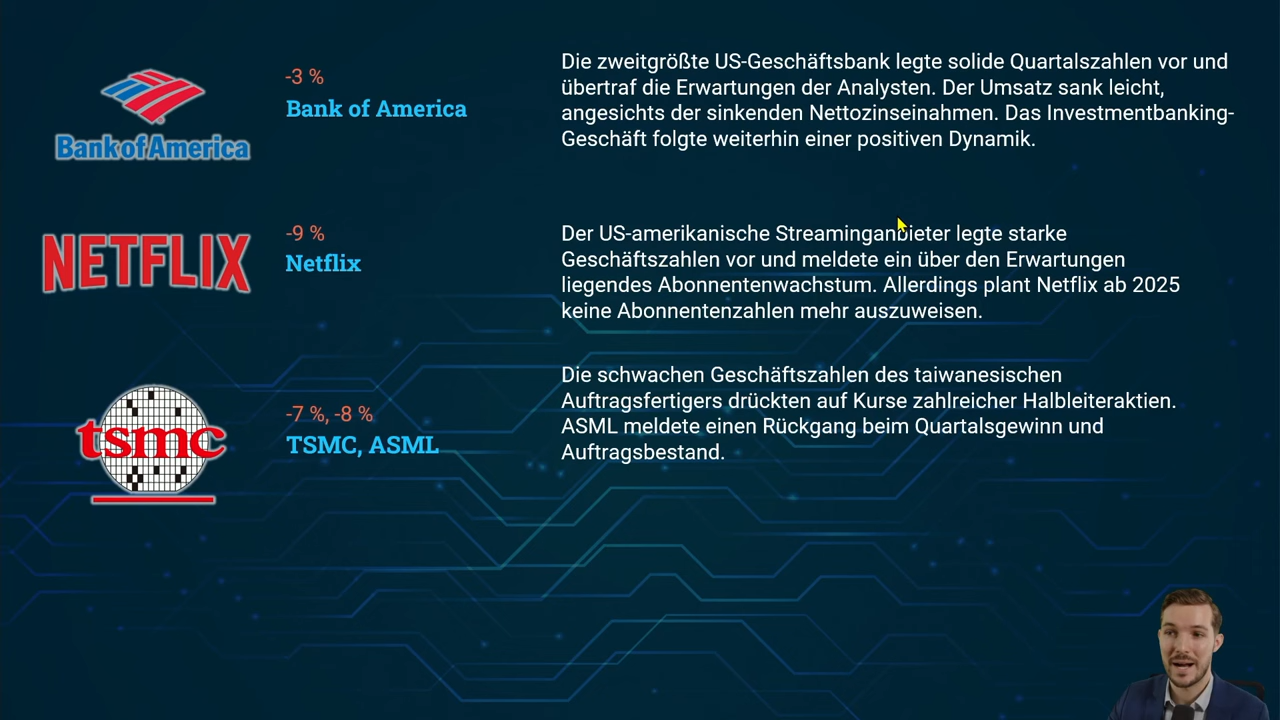 -3 %
Bank of America
BankofAmerica
Die zweitgrößte US-Geschäftsbank legte solide Quartalszahlen vor und
übertraf die Erwartungen der Analysten. Der Umsatz sank leicht,
angesichts der sinkenden Nettozinseinahmen. Das Investmentbanking-
Geschäft folgte weiterhin einer positiven Dynamik.
NETFLIX
-9 %
Netflix
Der US-amerikanische Streaminganbieter legte starke
Geschäftszahlen vor und meldete ein über den Erwartungen
liegendes Abonnentenwachstum. Allerdings plant Netflix ab 2025
keine Abonnentenzahlen mehr auszuweisen.
tsmc
-7 %, -8 %
TSMC, ASML
Die schwachen Geschäftszahlen des taiwanesischen
Auftragsfertigers drückten auf Kurse zahlreicher Halbleiteraktien.
ASML meldete einen Rückgang beim Quartalsgewinn und
Auftragsbestand.